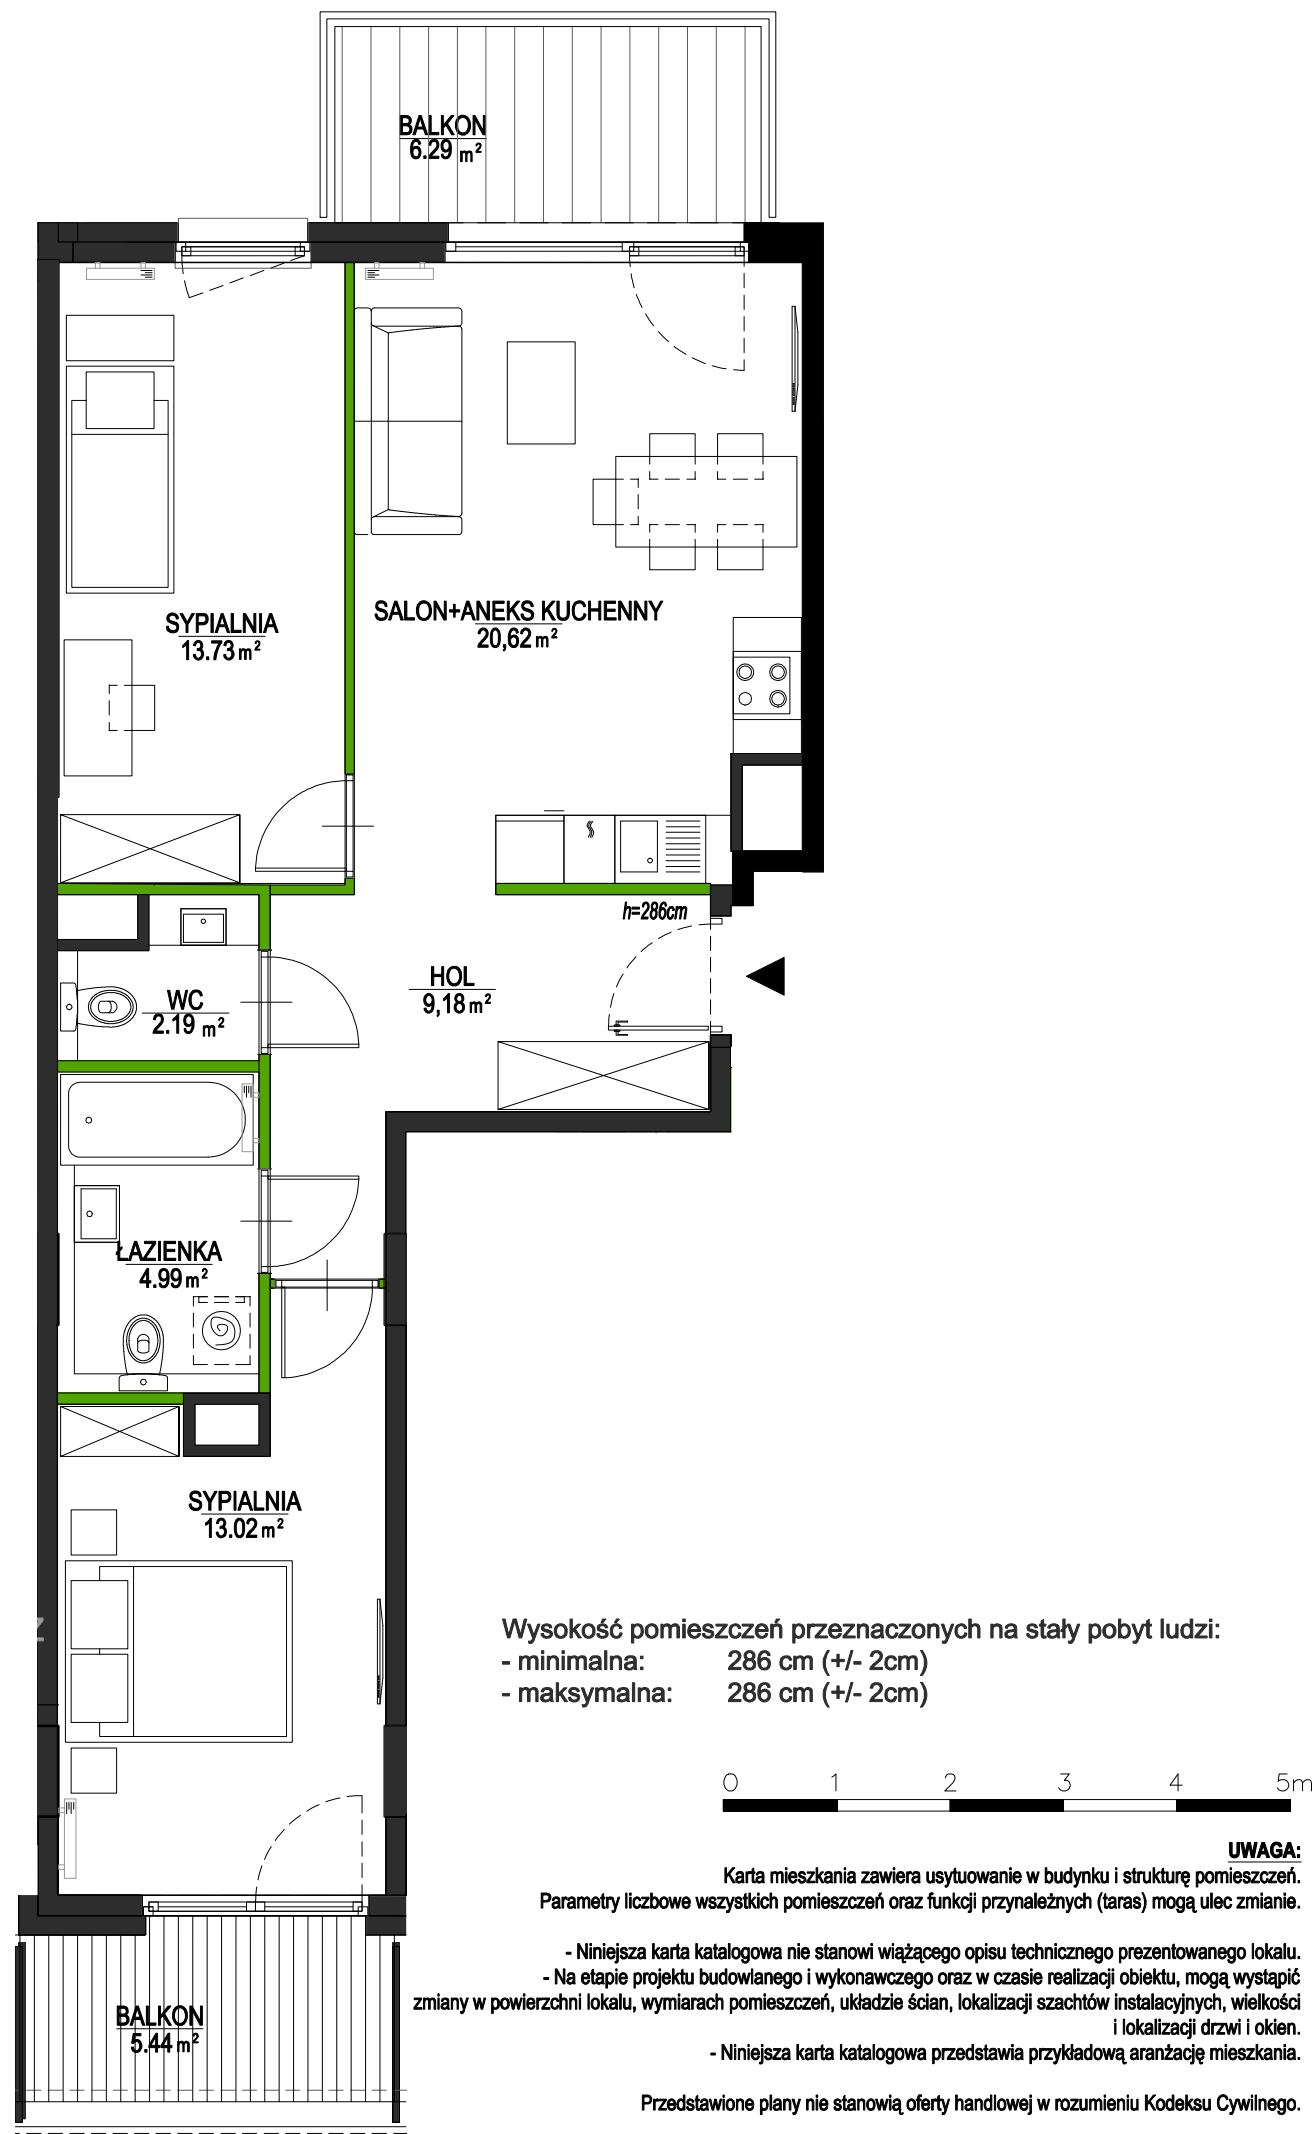 BALKON
6.29 m²
SYPIALNIA
13.73 m²
SALON+ANEKS KUCHENNY
20,62 m²
h=286cm
HOL
9,18 m²
WC
2.19 m²
ŁAZIENKA
4.99 m²
SYPIALNIA
13.02 m²
Z
Wysokość pomieszczeń przeznaczonych na stały pobyt ludzi:
- minimalna: 286 cm (+/- 2cm)
- maksymalna: 286 cm (+/- 2cm)
0 1 2 3 4 5m
UWAGA:
Karta mieszkania zawiera usytuowanie w budynku i strukturę pomieszczeń.
Parametry liczbowe wszystkich pomieszczeń oraz funkcji przynależnych (taras) mogą ulec zmianie.
- Niniejsza karta katalogowa nie stanowi wiążącego opisu technicznego prezentowanego lokalu.
- Na etapie projektu budowlanego i wykonawczego oraz w czasie realizacji obiektu, mogą wystąpić
zmiany w powierzchni lokalu, wymiarach pomieszczeń, układzie ścian, lokalizacji szachtów instalacyjnych, wielkości
i lokalizacji drzwi i okien.
- Niniejsza karta katalogowa przedstawia przykładową aranżację mieszkania.
Przedstawione plany nie stanowią oferty handlowej w rozumieniu Kodeksu Cywilnego.
BALKON
5.44 m²